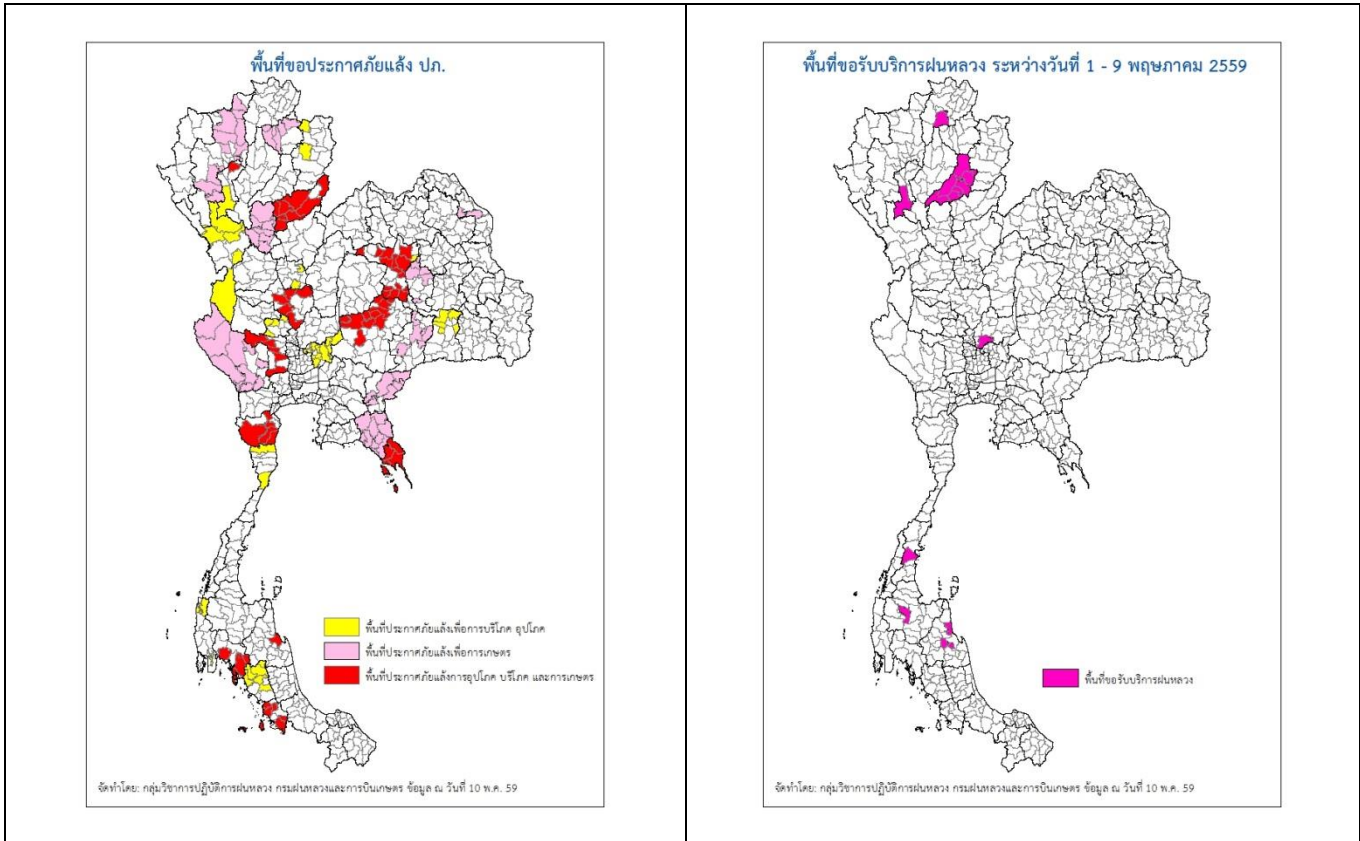 พื้นที่ขอประกาศภัยแล้ง ปภ.
พื้นที่ประกาศภัยแล้งเพื่อการบริโภค อุปโภค
พื้นที่ประกาศภัยแล้งเพื่อการเกษตร
พื้นที่ประกาศภัยแล้งการอุปโภค บริโภค และการเกษตร
จัดทำโดย: กลุ่มวิชาการปฏิบัติการฝนหลวง กรมฝนหลวงและการบินเกษตร ข้อมูล ณ วันที่ 10 พ.ค. 59
พื้นที่ขอรับบริการฝนหลวง ระหว่างวันที่ 1 - 9 พฤษภาคม 2559
พื้นที่ขอรับบริการฝนหลวง
จัดทำโดย: กลุ่มวิชาการปฏิบัติการฝนหลวง กรมฝนหลวงและการบินเกษตร ข้อมูล ณ วันที่ 10 พ.ค. 59